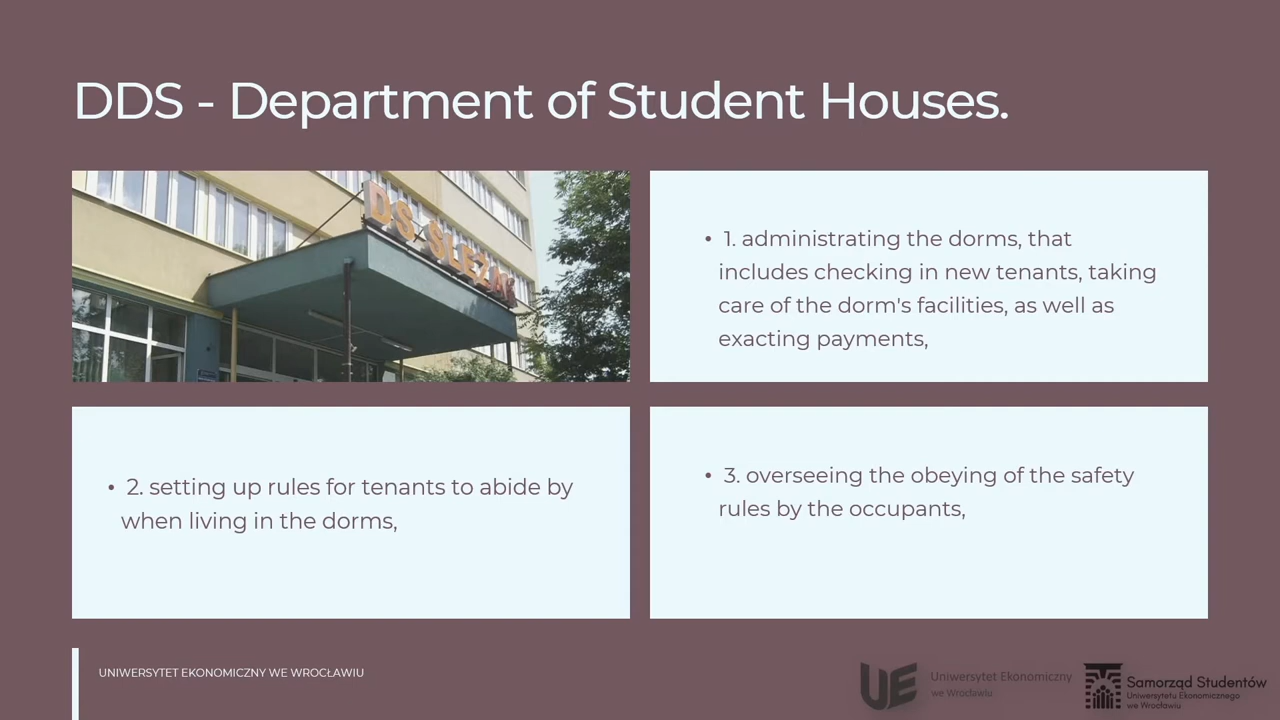 DDS - Department of Student Houses.
DS. ŚLĘŻAK
• 1. administrating the dorms, that
includes checking in new tenants, taking
care of the dorm's facilities, as well as
exacting payments,
• 2. setting up rules for tenants to abide by
when living in the dorms,
• 3. overseeing the obeying of the safety
rules by the occupants,
UNIWERSYTET EKONOMICZNY WE WROCŁAWIU
UE
Uniwersytet Ekonomiczny
we Wrocławiu
Samorząd Studentów
Uniwersytetu Ekonomicznego
we Wrocławiu